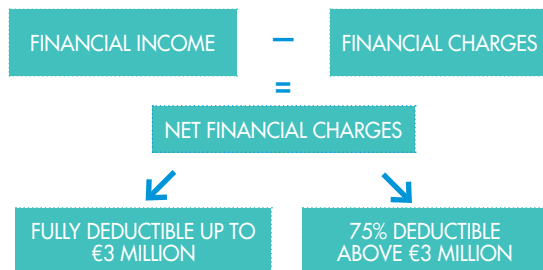 FINANCIAL INCOME – FINANCIAL CHARGES
=
NET FINANCIAL CHARGES
FULLY DEDUCTIBLE UP TO
€3 MILLION
75% DEDUCTIBLE
ABOVE €3 MILLION